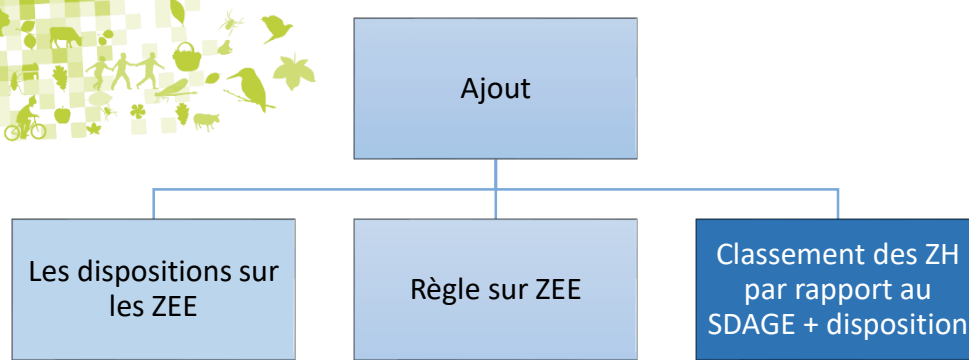 Ajout
Les dispositions sur
les ZEE
Règle sur ZEE
Classement des ZH
par rapport au
SDAGE + disposition